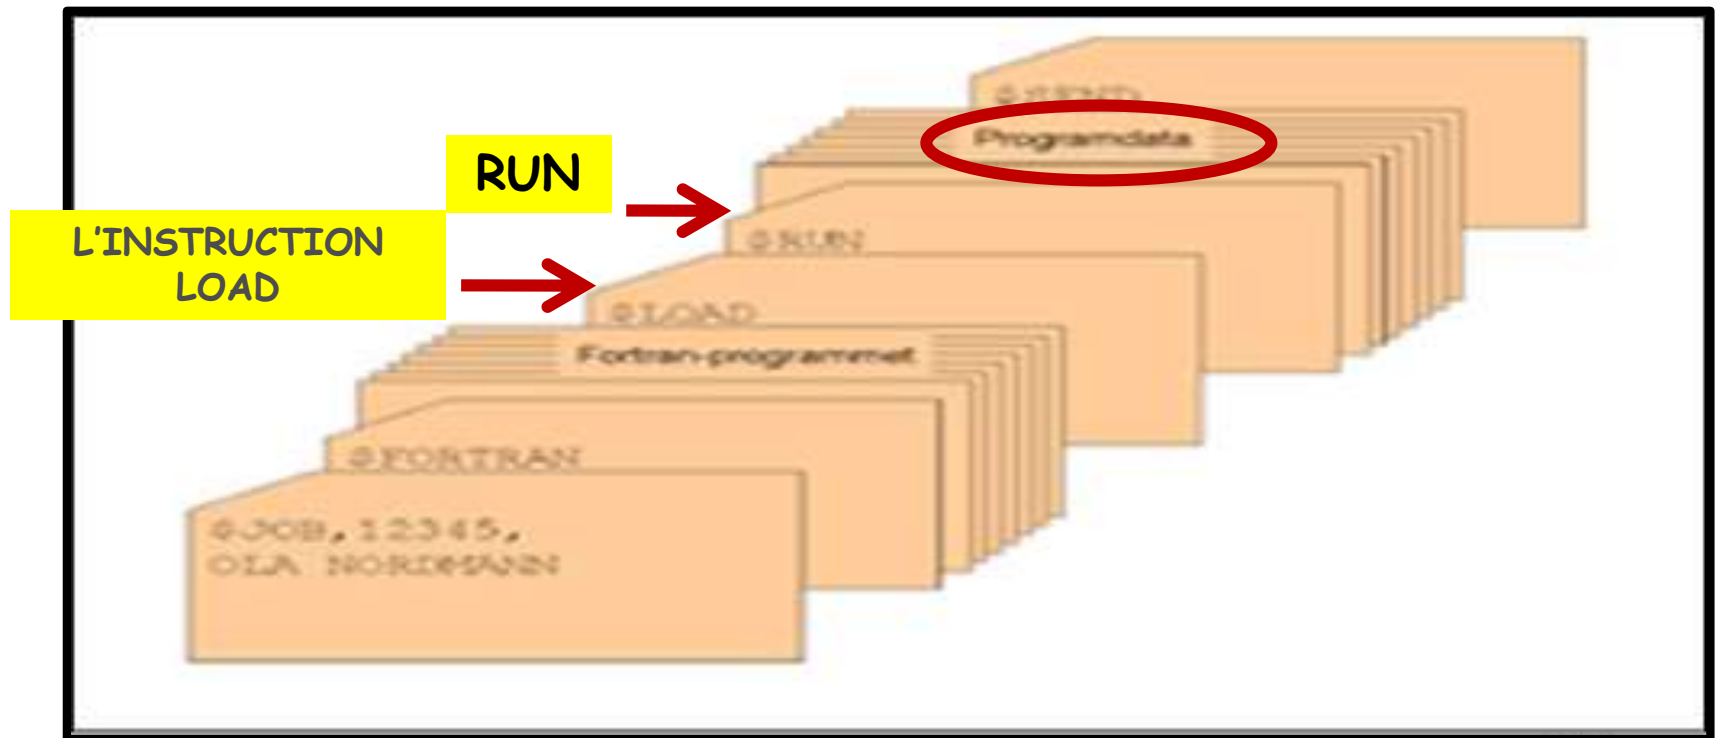 $END
Programdata
RUN
$RUN
L'INSTRUCTION
LOAD
$LOAD
Fortran-programmet
$FORTRAN
$JOB,12345,
OLA NORDMANN